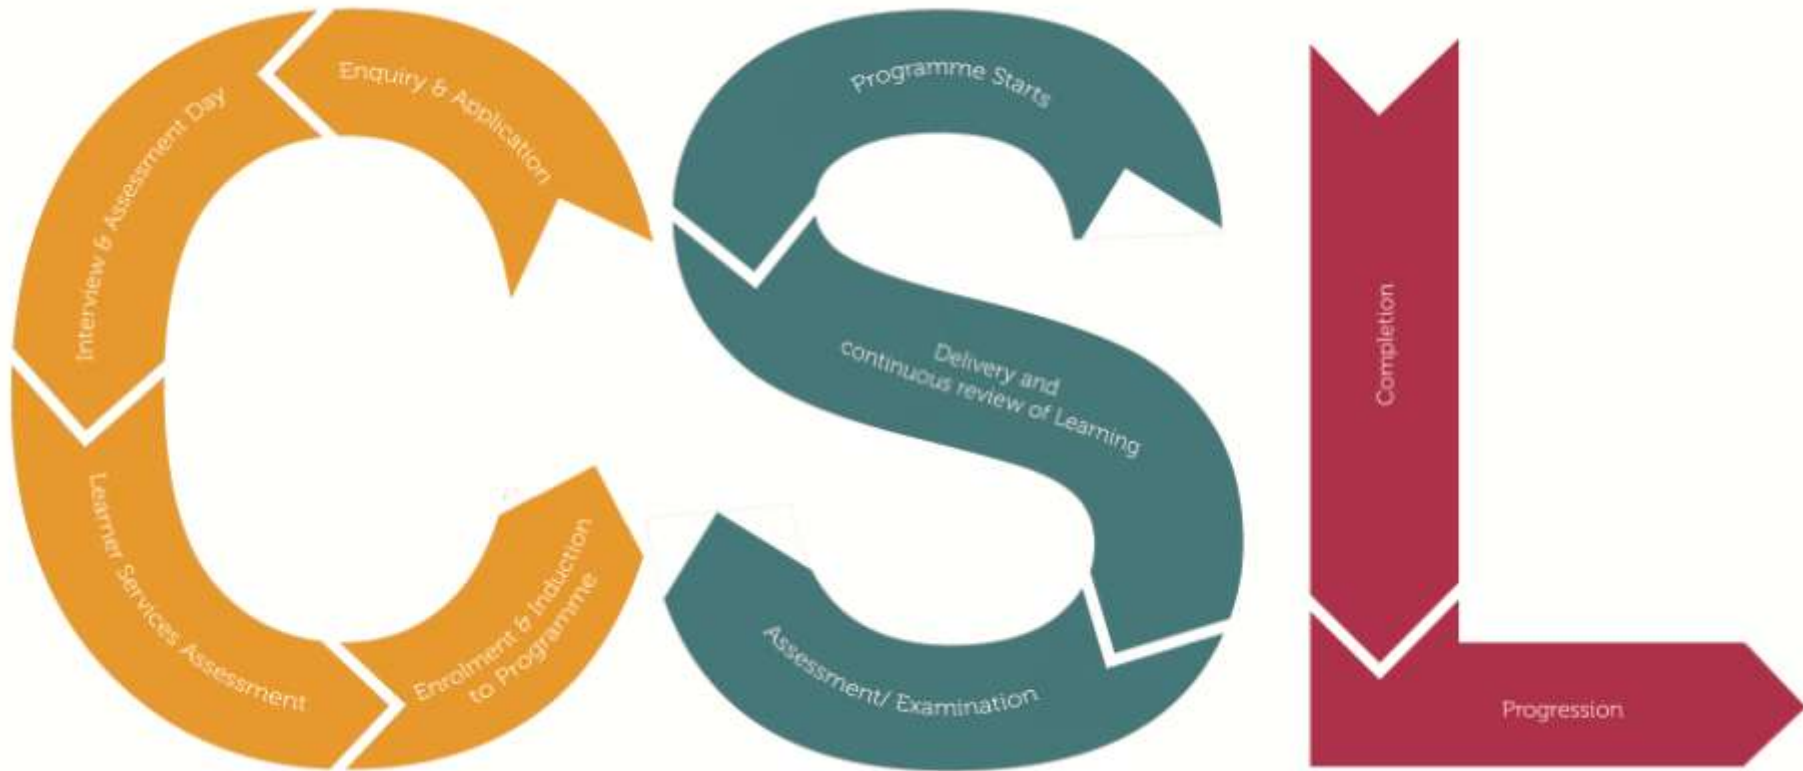 Enquiry & Application
Interview & Assessment Day
Learner Services Assessment
Enrolment & Induction
to Programme
Programme Starts
Delivery and
continuous review of Learning
Assessment/ Examination
Completion
Progression